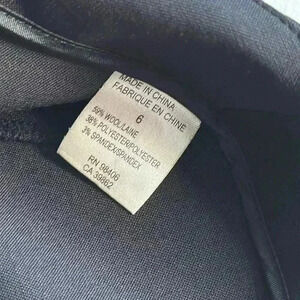 MADE IN CHINA
FABRIQUE EN CHINE
6
59% WOOL/LAINE
38% POLYESTER/POLYESTER
3% SPANDEX/SPANDEX
RN 98406
CA 39862